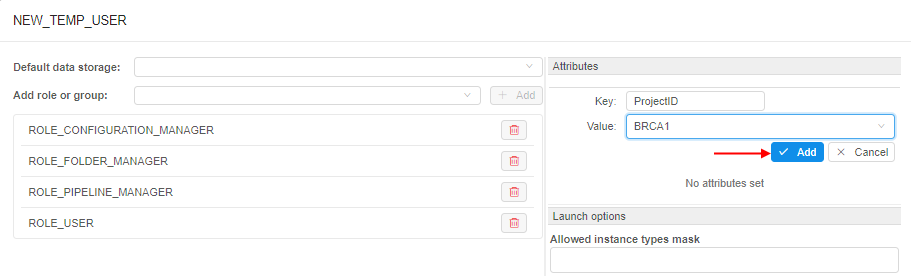 NEW_TEMP_USER
Default data storage:
Add role or group:
Add
ROLE_CONFIGURATION_MANAGER
ROLE_FOLDER_MANAGER
ROLE_PIPELINE_MANAGER
ROLE_USER
Attributes
Key: ProjectID
Value: BRCA1
Add Cancel
No attributes set
Launch options
Allowed instance types mask